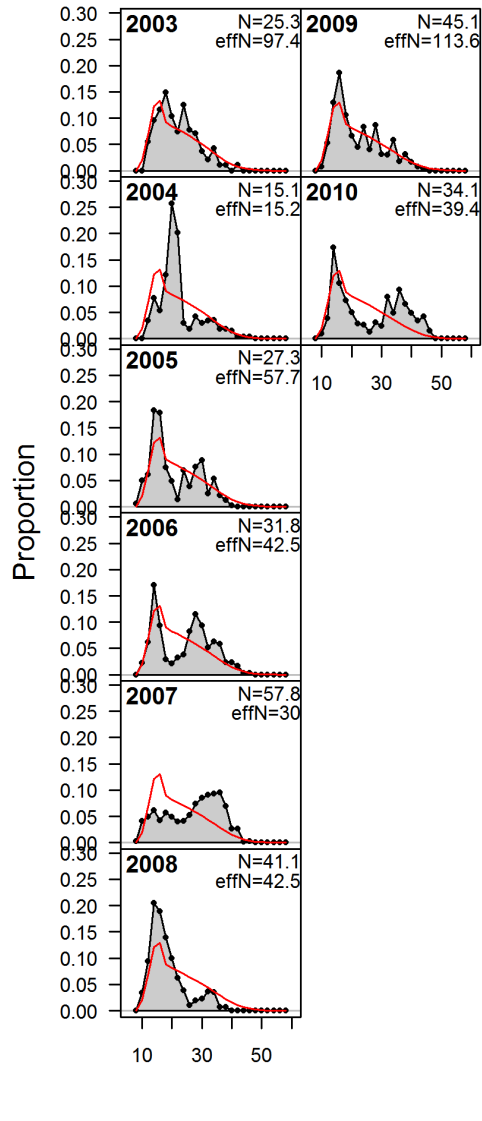 Proportion
0.30
0.25
0.20
0.15
0.10
0.05
0.00
2003
N=25.3
effN=97.4
0.30
0.25
0.20
0.15
0.10
0.05
0.00
2004
N=15.1
effN=15.2
0.30
0.25
0.20
0.15
0.10
0.05
0.00
2005
N=27.3
effN=57.7
0.30
0.25
0.20
0.15
0.10
0.05
0.00
2006
N=31.8
effN=42.5
0.30
0.25
0.20
0.15
0.10
0.05
0.00
2007
N=57.8
effN=30
0.30
0.25
0.20
0.15
0.10
0.05
0.00
2008
N=41.1
effN=42.5
10 30 50
2009
N=45.1
effN=113.6
2010
N=34.1
effN=39.4
10 30 50